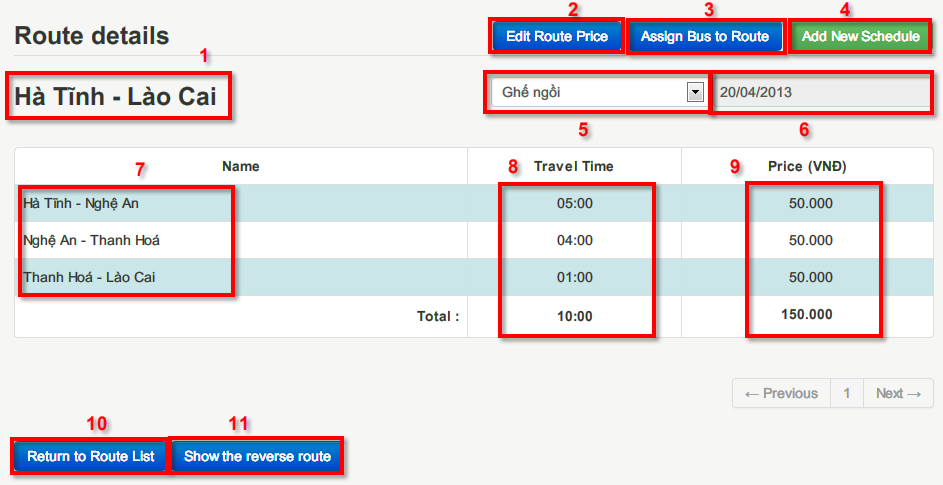 2 3 4
Route details Edit Route Price Assign Bus to Route Add New Schedule
1
Hà Tĩnh - Lào Cai Ghế ngồi 20/04/2013
5 6
7 Name 8 Travel Time 9 Price (VNĐ)
Hà Tĩnh - Nghệ An 05:00 50.000
Nghệ An - Thanh Hoá 04:00 50.000
Thanh Hoá - Lào Cai 01:00 50.000
Total : 10:00 150.000
← Previous 1 Next →
10 11
Return to Route List Show the reverse route